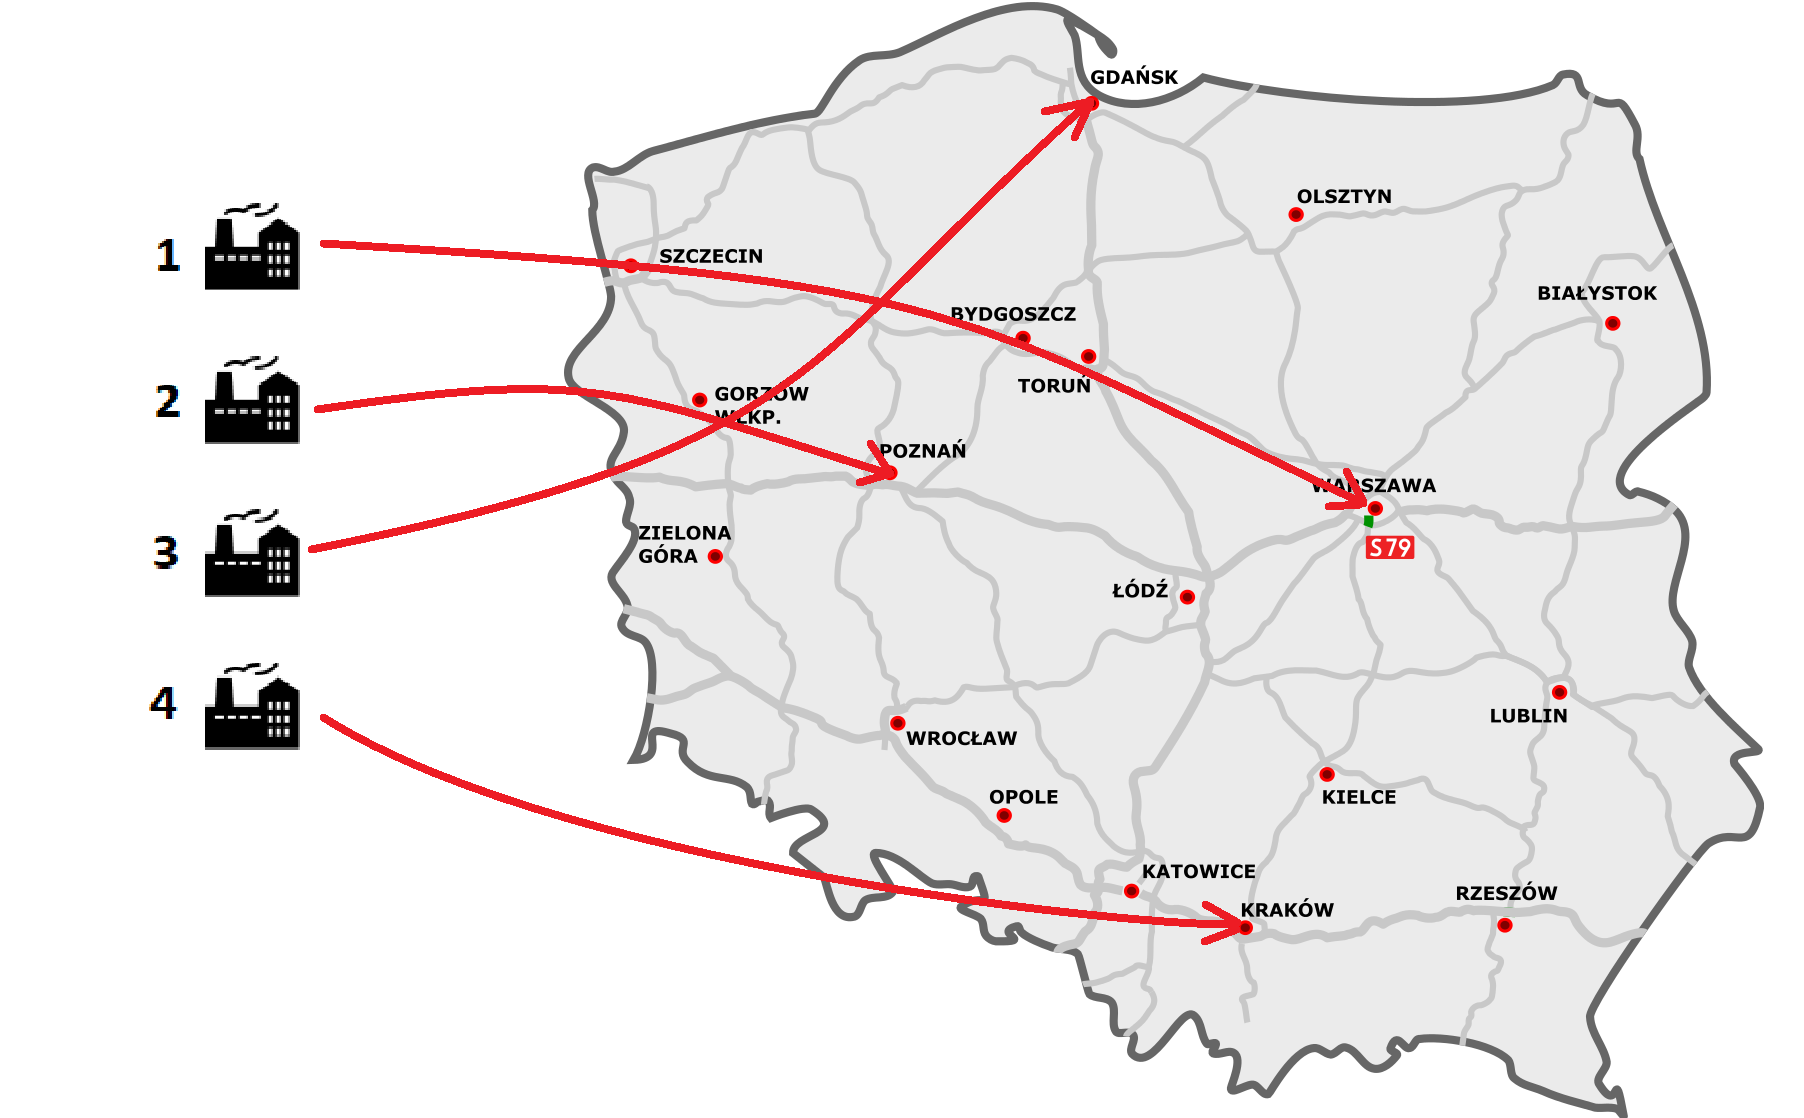 GDAŃSK
OLSZTYN
1
SZCZECIN
BIAŁYSTOK
BYDGOSZCZ
TORUŃ
2
GORZÓW
WLKP.
POZNAŃ
WARSZAWA
3
ZIELONA
GÓRA
S79
ŁÓDŹ
4
LUBLIN
WROCŁAW
OPOLE
KIELCE
KATOWICE
RZESZÓW
KRAKÓW